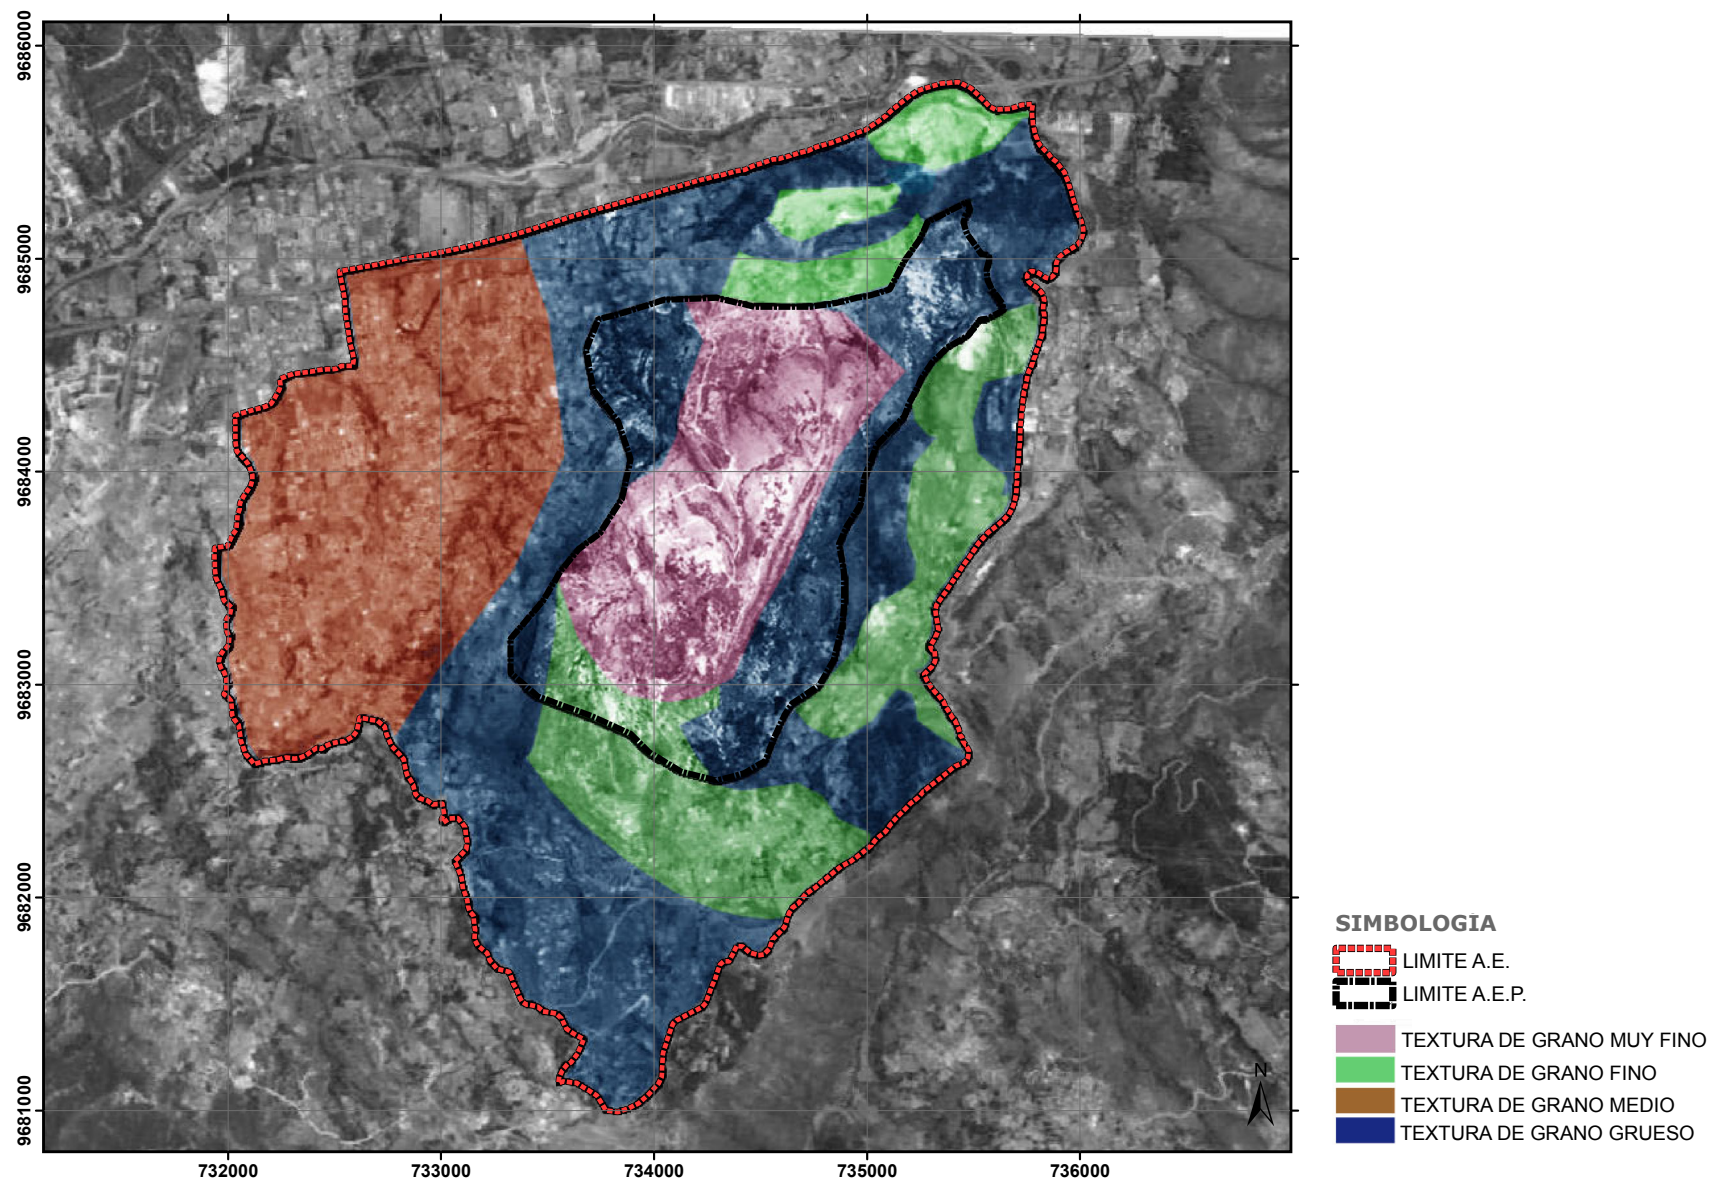 9686000
9685000
9684000
9683000
9682000
9681000
732000
733000
734000
735000
736000
N
SIMBOLOGIA
LIMITE A.E.
LIMITE A.E.P.
TEXTURA DE GRANO MUY FINO
TEXTURA DE GRANO FINO
TEXTURA DE GRANO MEDIO
TEXTURA DE GRANO GRUESO